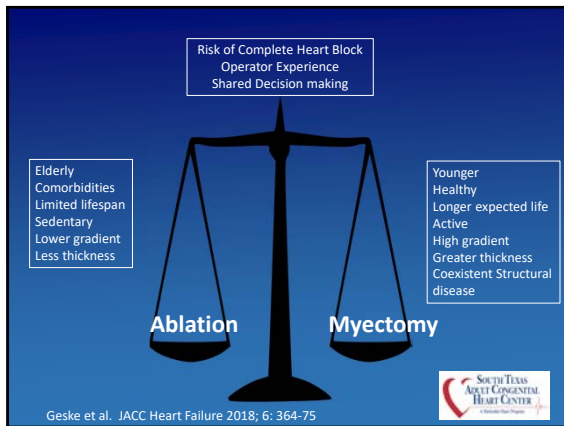 Risk of Complete Heart Block
Operator Experience
Shared Decision making
Elderly
Comorbidities
Limited lifespan
Sedentary
Lower gradient
Less thickness
Younger
Healthy
Longer expected life
Active
High gradient
Greater thickness
Coexistent Structural
disease
Ablation
Myectomy
Geske et al. JACC Heart Failure 2018; 6: 364-75
SOUTH TEXAS
ADULT CONGENITAL
HEART CENTER